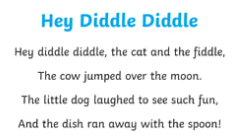 Hey Diddle Diddle
Hey diddle diddle, the cat and the fiddle,
The cow jumped over the moon.
The little dog laughed to see such fun,
And the dish ran away with the spoon!